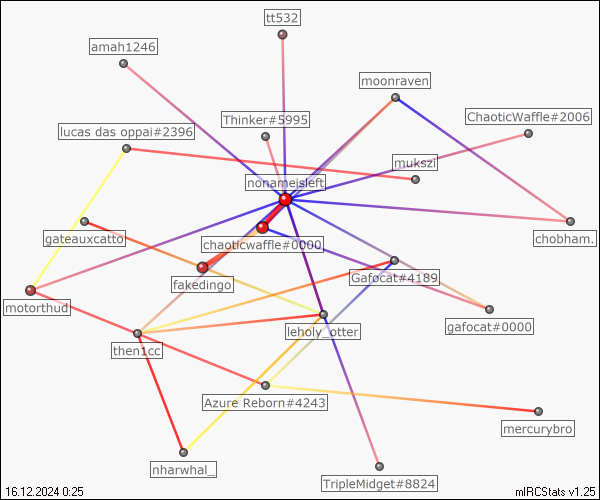 tt532
amah1246
moonraven
Thinker#5995
ChaoticWaffle#2006
lucas das oppai#2396
mukszi
nonameisleft
gateauxcatto
chaoticwaffle#0000
chobham.
fakedingo
Gafocat#4189
motorthud
gafocat#0000
leholy_otter
then1cc
Azure Reborn#4243
mercurybro
nharwhal_
TripleMidget#8824
16.12.2024 0:25
mIRCStats v1.25